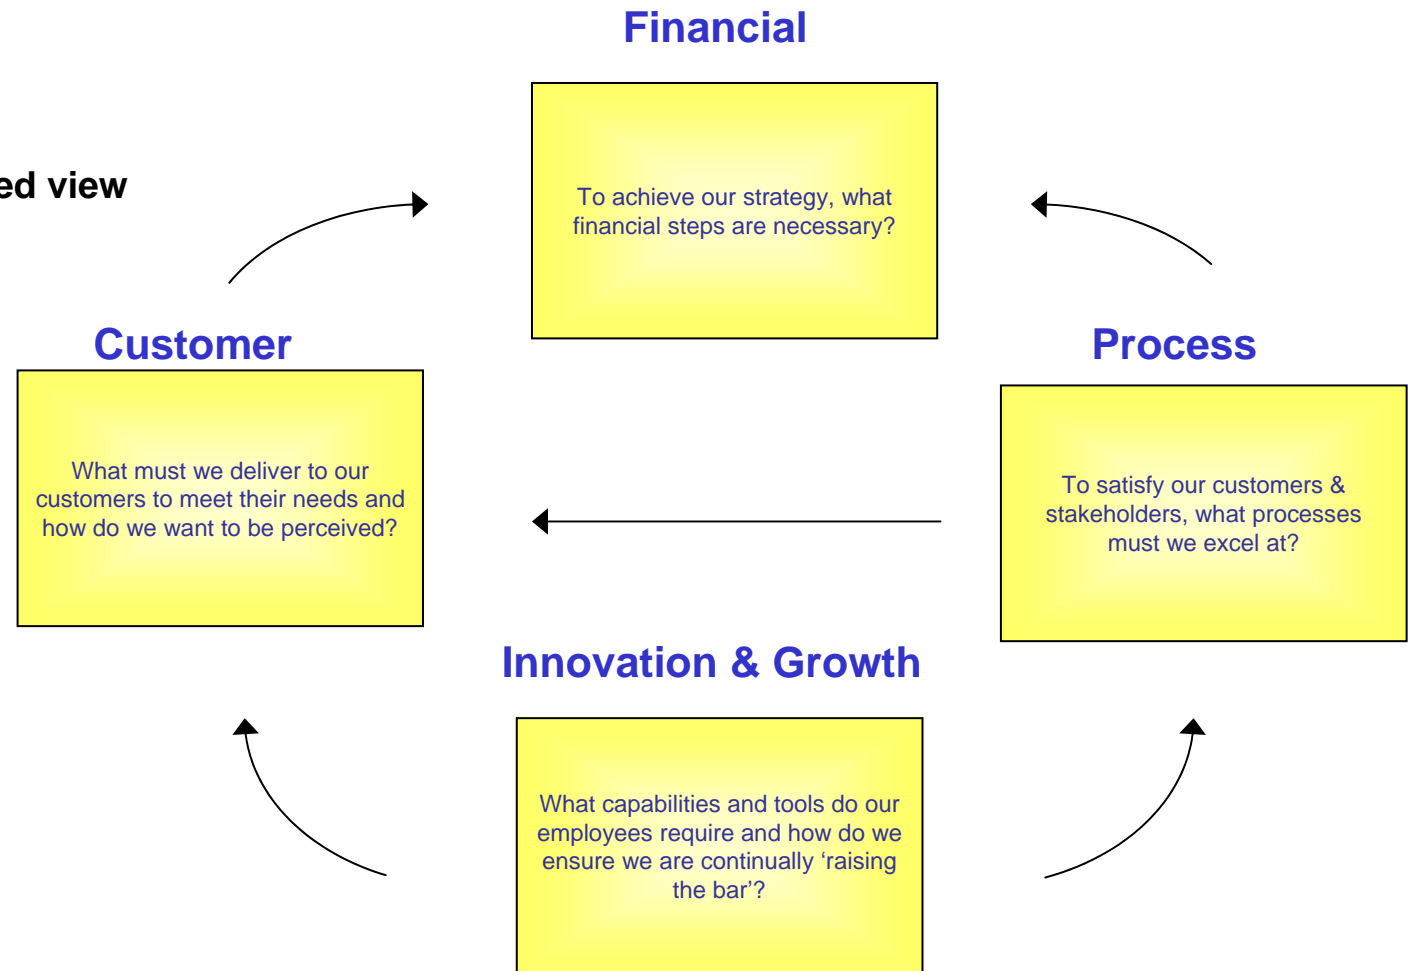 Financial
To achieve our strategy, what
financial steps are necessary?
ed view
Customer
What must we deliver to our
customers to meet their needs and
how do we want to be perceived?
Process
To satisfy our customers &
stakeholders, what processes
must we excel at?
Innovation & Growth
What capabilities and tools do our
employees require and how do we
ensure we are continually ‘raising
the bar’?